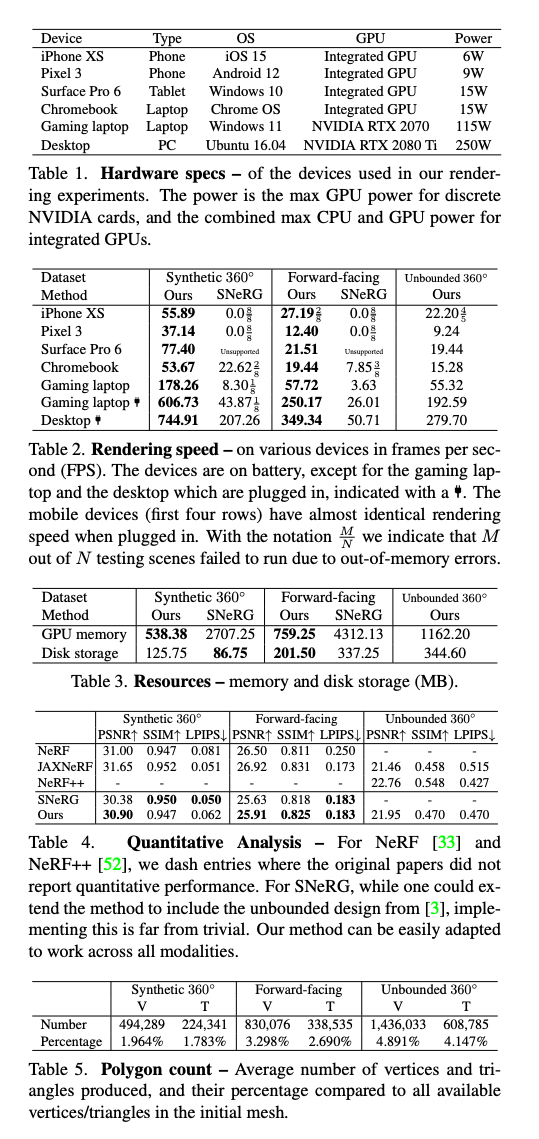 Device Type OS GPU Power
iPhone XS Phone iOS 15 Integrated GPU 6W
Pixel 3 Phone Android 12 Integrated GPU 9W
Surface Pro 6 Tablet Windows 10 Integrated GPU 15W
Chromebook Laptop Chrome OS Integrated GPU 15W
Gaming laptop Laptop Windows 11 NVIDIA RTX 2070 115W
Desktop PC Ubuntu 16.04 NVIDIA RTX 2080 Ti 250W
Table 1. Hardware specs – of the devices used in our render-
ing experiments. The power is the max GPU power for discrete
NVIDIA cards, and the combined max CPU and GPU power for
integrated GPUs.
Dataset Synthetic 360° Forward-facing Unbounded 360°
Method Ours SNeRG Ours SNeRG Ours
iPhone XS 55.89 0.0 8/8 27.19 2/8 0.0 8/8 22.20 4/5
Pixel 3 37.14 0.0 8/8 12.40 0.0 8/8 9.24
Surface Pro 6 77.40 Unsupported 21.51 Unsupported 19.44
Chromebook 53.67 22.62 2/8 19.44 7.85 3/8 15.28
Gaming laptop 178.26 8.30 1/8 57.72 3.63 55.32
Gaming laptop 606.73 43.87 1/8 250.17 26.01 192.59
Desktop 744.91 207.26 349.34 50.71 279.70
Table 2. Rendering speed – on various devices in frames per sec-
ond (FPS). The devices are on battery, except for the gaming lap-
top and the desktop which are plugged in, indicated with a . The
mobile devices (first four rows) have almost identical rendering
speed when plugged in. With the notation M/N we indicate that M
out of N testing scenes failed to run due to out-of-memory errors.
Dataset Synthetic 360° Forward-facing Unbounded 360°
Method Ours SNeRG Ours SNeRG Ours
GPU memory 538.38 2707.25 759.25 4312.13 1162.20
Disk storage 125.75 86.75 201.50 337.25 344.60
Table 3. Resources – memory and disk storage (MB).
Synthetic 360° Forward-facing Unbounded 360°
PSNR↑ SSIM↑ LPIPS↓ PSNR↑ SSIM↑ LPIPS↓ PSNR↑ SSIM↑ LPIPS↓
NeRF 31.00 0.947 0.081 26.50 0.811 0.250 - - -
JAXNeRF 31.65 0.952 0.051 26.92 0.831 0.173 21.46 0.458 0.515
NeRF++ - - - - - - 22.76 0.548 0.427
SNeRG 30.38 0.950 0.050 25.63 0.818 0.183 - - -
Ours 30.90 0.947 0.062 25.91 0.825 0.183 21.95 0.470 0.470
Table 4. Quantitative Analysis – For NeRF [33] and
NeRF++ [52], we dash entries where the original papers did not
report quantitative performance. For SNeRG, while one could ex-
tend the method to include the unbounded design from [3], imple-
menting this is far from trivial. Our method can be easily adapted
to work across all modalities.
Synthetic 360° Forward-facing Unbounded 360°
V T V T V T
Number 494,289 224,341 830,076 338,535 1,436,033 608,785
Percentage 1.964% 1.783% 3.298% 2.690% 4.891% 4.147%
Table 5. Polygon count – Average number of vertices and tri-
angles produced, and their percentage compared to all available
vertices/triangles in the initial mesh.